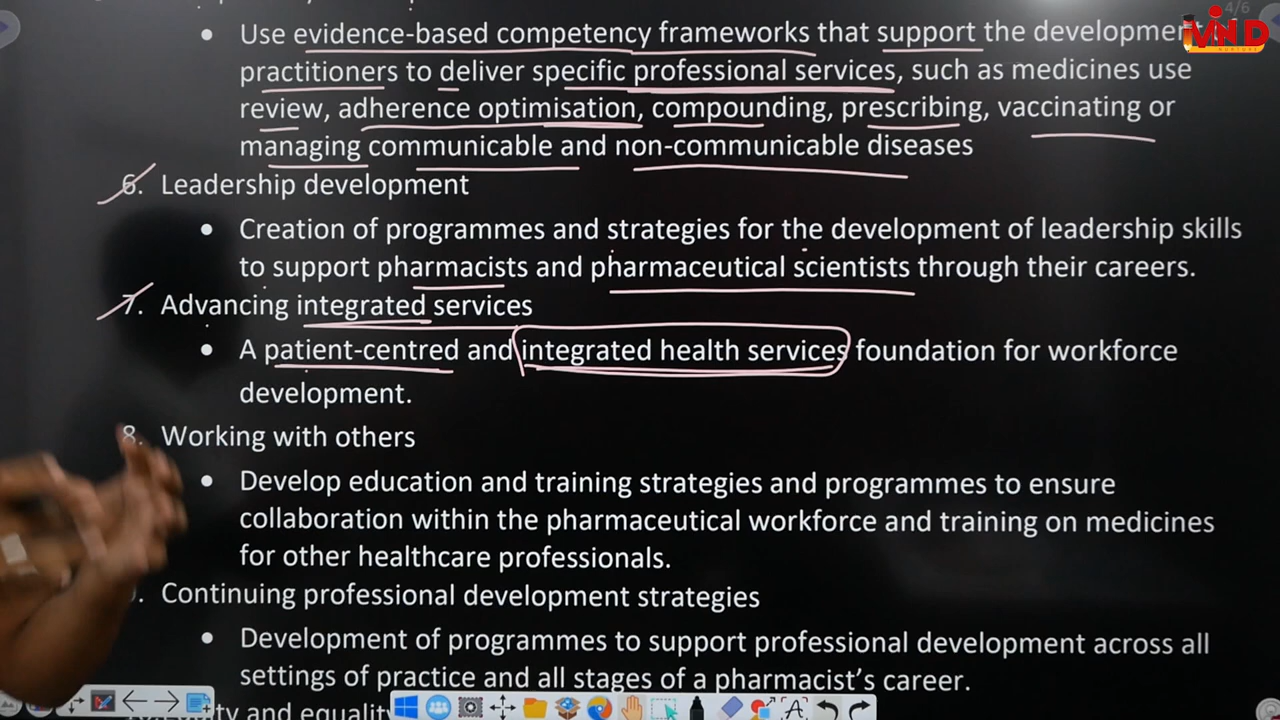 4/6
Use evidence-based competency frameworks that support the
practitioners to deliver specific professional services, such as medicines use
review, adherence optimisation, compounding, prescribing, vaccinating or
managing communicable and non-communicable diseases
6. Leadership development
Creation of programmes and strategies for the development of leadership skills
to support pharmacists and pharmaceutical scientists through their careers.
7. Advancing integrated services
A patient-centred and integrated health services foundation for workforce
development.
8. Working with others
Develop education and training strategies and programmes to ensure
collaboration within the pharmaceutical workforce and training on medicines
for other healthcare professionals.
Continuing professional development strategies
Development of programmes to support professional development across all
settings of practice and all stages of a pharmacist's career.
and equality